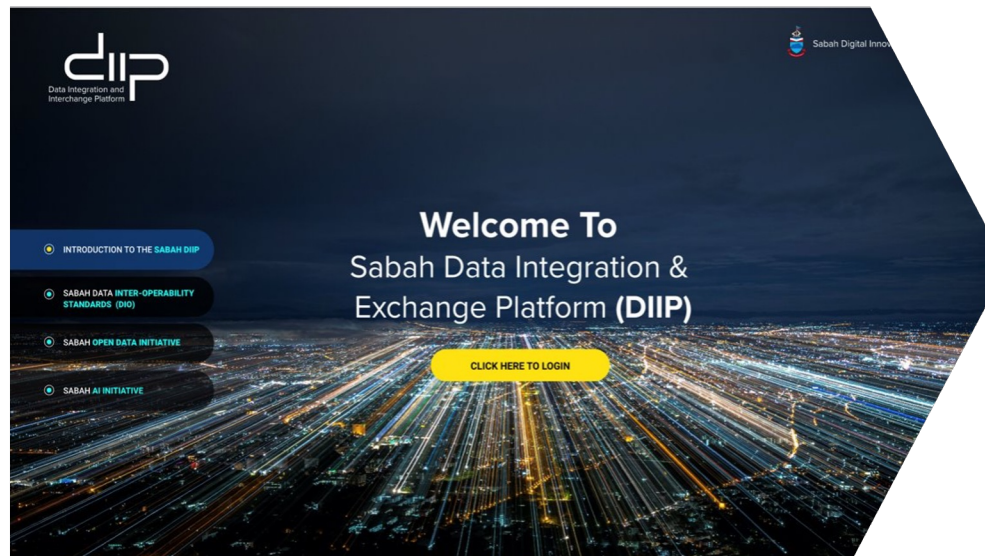 diip
Data Integration and
Interchange Platform
Sabah Digital
Welcome To
Sabah Data Integration &
Exchange Platform (DIIP)
CLICK HERE TO LOGIN
INTRODUCTION TO THE SABAH DIIP
SABAH DATA INTER-OPERABILITY
STANDARDS (DIO)
SABAH OPEN DATA INITIATIVE
SABAH AI INITIATIVE